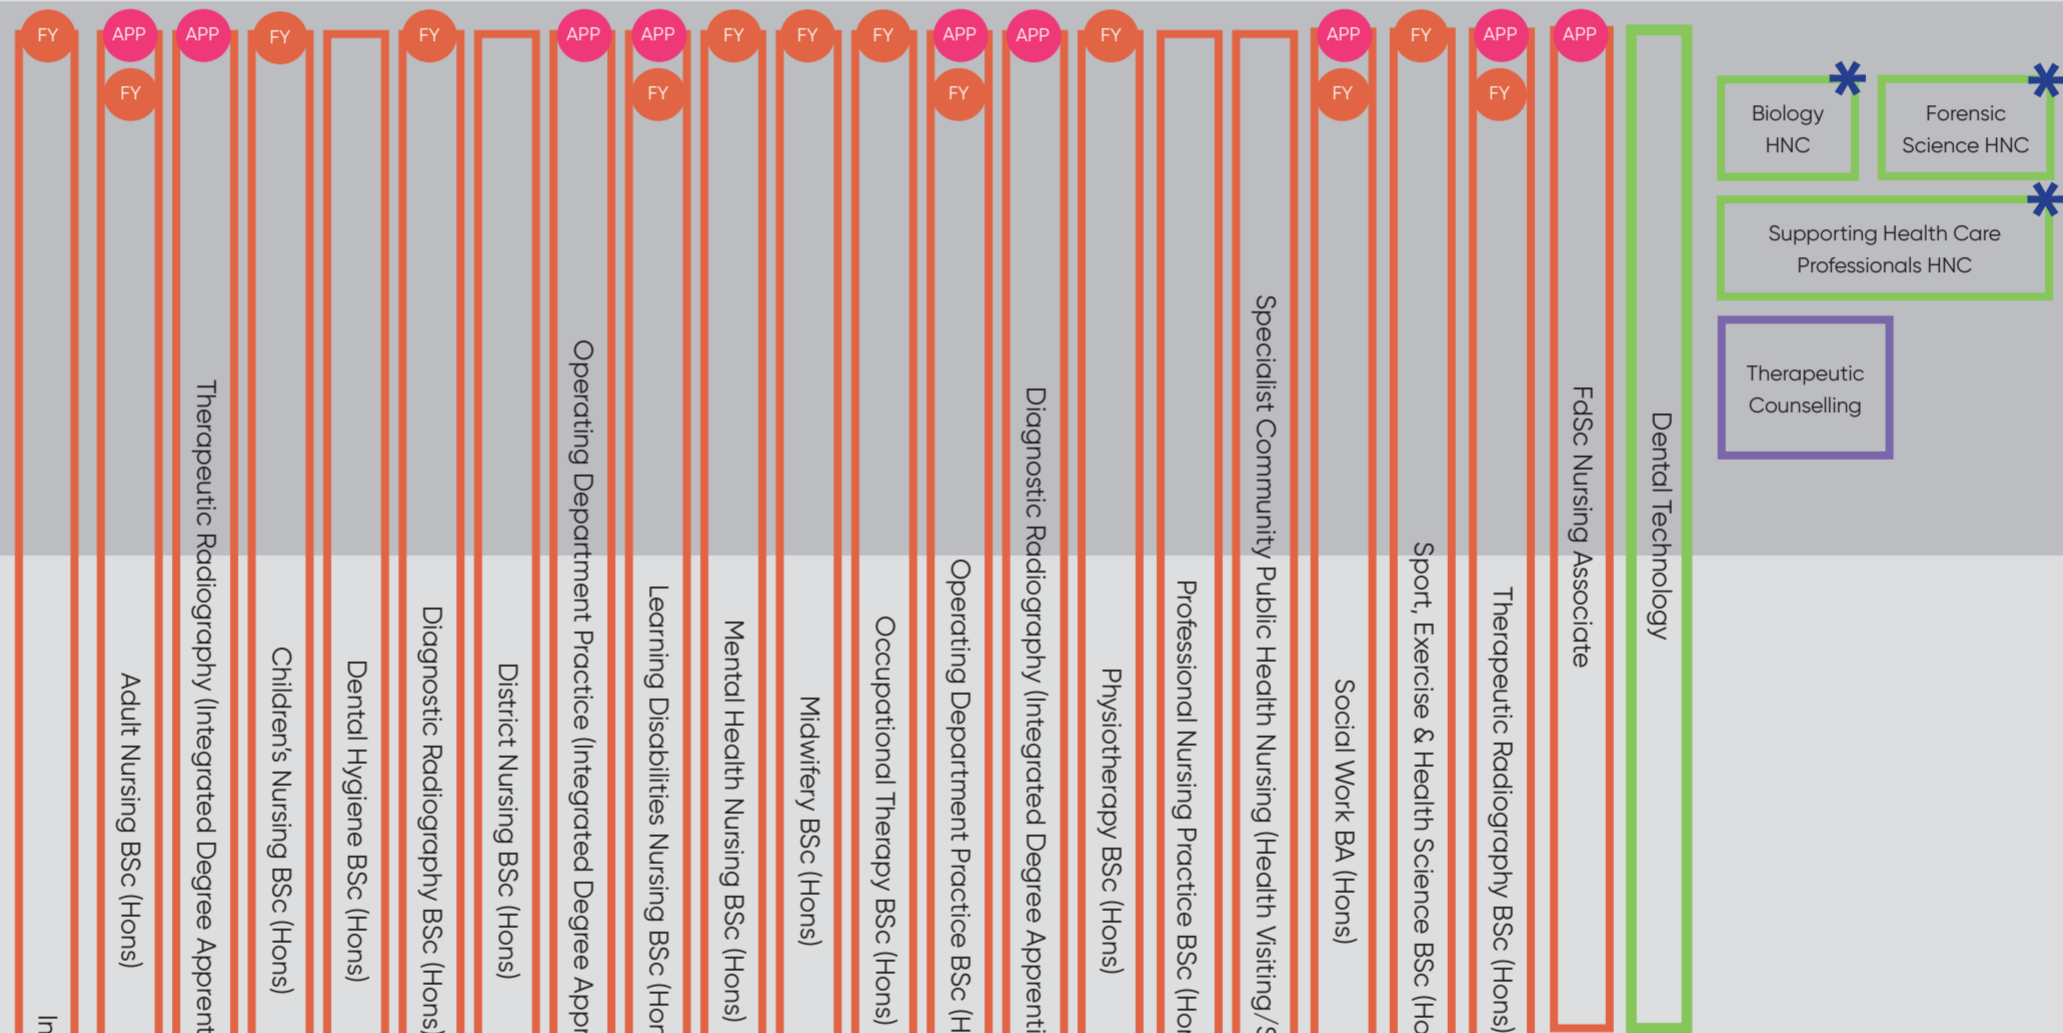 FY
In
APP
FY
Adult Nursing BSc (Hons)
APP
Therapeutic Radiography (Integrated Degree Apprent
FY
Children's Nursing BSc (Hons)
Dental Hygiene BSc (Hons)
FY
Diagnostic Radiography BSc (Hons)
District Nursing BSc (Hons)
APP
Operating Department Practice (Integrated Degree Appr
APP
FY
Learning Disabilities Nursing BSc (Hon
FY
Mental Health Nursing BSc (Hons)
FY
Midwifery BSc (Hons)
FY
Occupational Therapy BSc (Hons)
APP
FY
Operating Department Practice BSc (H
APP
Diagnostic Radiography (Integrated Degree Apprenti
FY
Physiotherapy BSc (Hons)
Professional Nursing Practice BSc (Hon
Specialist Community Public Health Nursing (Health Visiting/S
APP
FY
Social Work BA (Hons)
FY
Sport, Exercise & Health Science BSc (Ho
APP
FY
Therapeutic Radiography BSc (Hons)
APP
FdSc Nursing Associate
Dental Technology
Biology
HNC
Forensic
Science HNC
Supporting Health Care
Professionals HNC
Therapeutic
Counselling